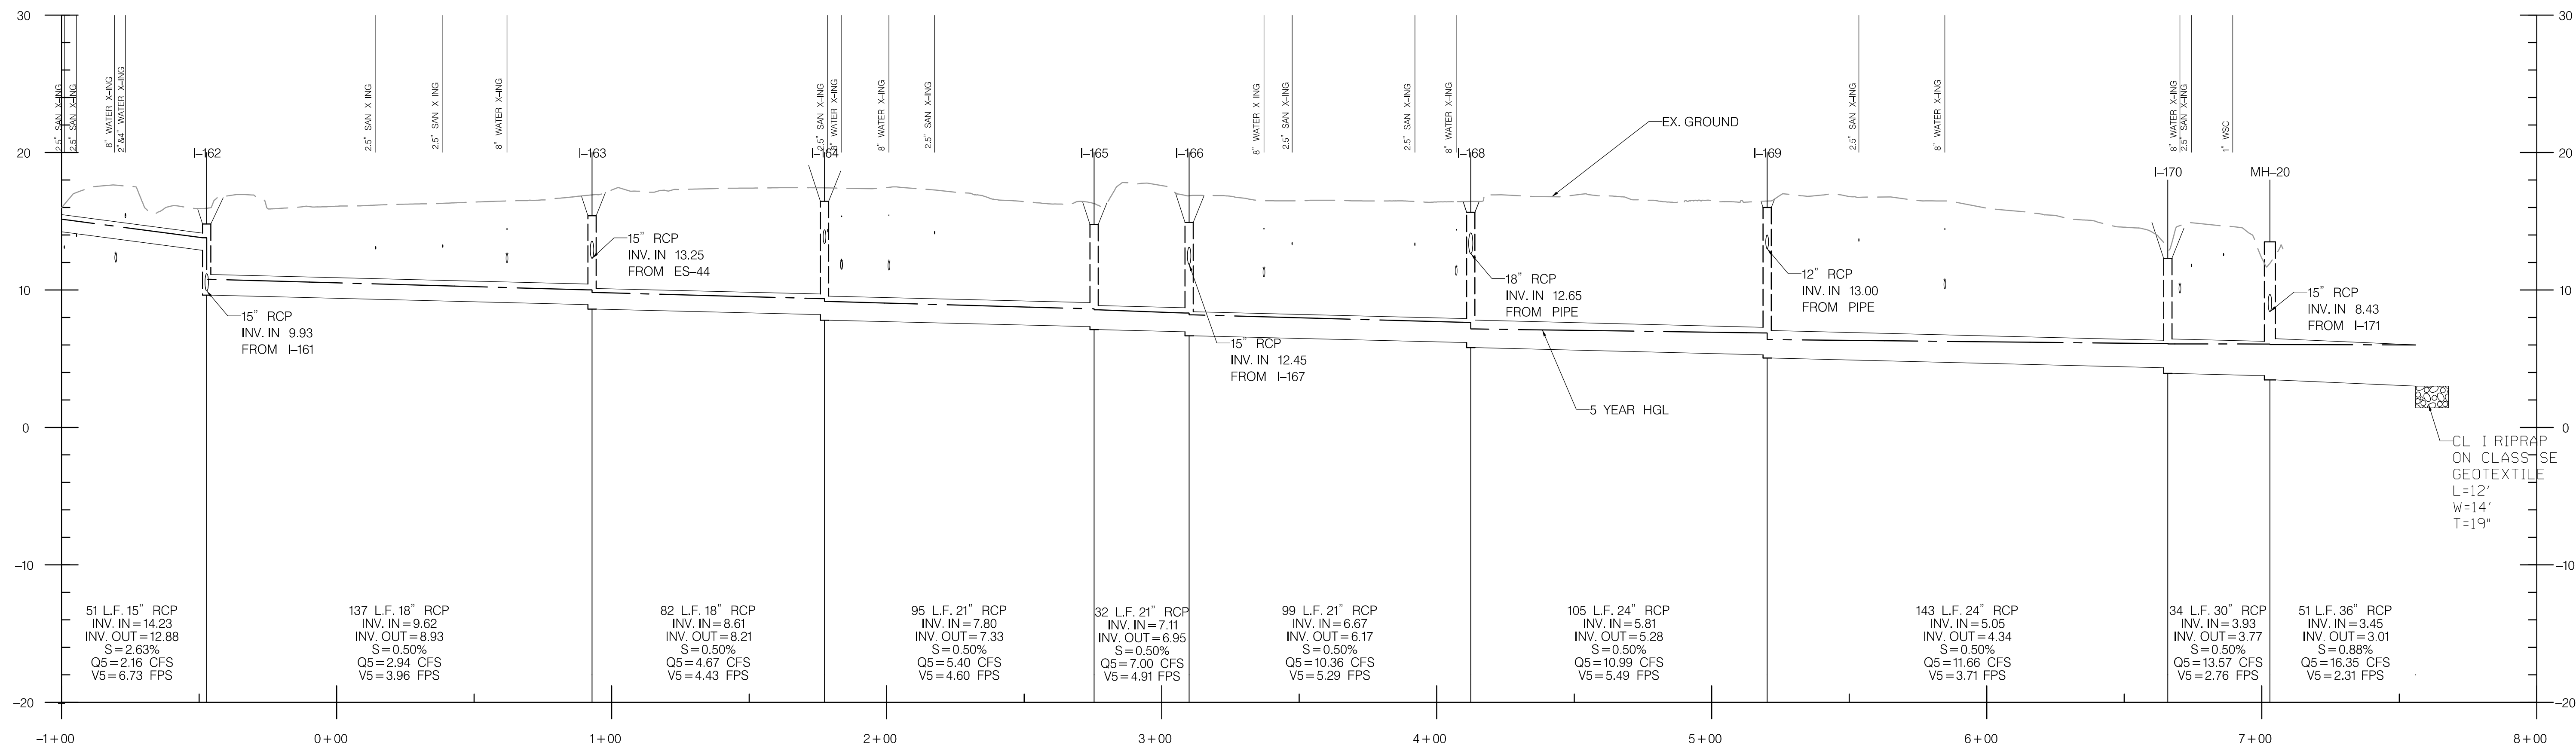 30
20
10
0
-10
-20
30
20
10
0
-10
-20
2.5" SAN X-ING
2.5" SAN X-ING
8" WATER X-ING
2"&4" WATER X-ING
2.5" SAN X-ING
2.5" SAN X-ING
8" WATER X-ING
2.5" SAN X-ING
8" WATER X-ING
8" WATER X-ING
2.5" SAN X-ING
8" WATER X-ING
2.5" SAN X-ING
2.5" SAN X-ING
8" WATER X-ING
2.5" SAN X-ING
8" WATER X-ING
8" WATER X-ING
2.5" SAN X-ING
1" WSC
I-162
I-163
I-164
I-165
I-166
I-168
I-169
I-170
MH-20
EX. GROUND
15" RCP
INV. IN 9.93
FROM I-161
15" RCP
INV. IN 13.25
FROM ES-44
15" RCP
INV. IN 12.45
FROM I-167
18" RCP
INV. IN 12.65
FROM PIPE
12" RCP
INV. IN 13.00
FROM PIPE
15" RCP
INV. IN 8.43
FROM I-171
5 YEAR HGL
CL I RIPRAP
ON CLASS SE
GEOTEXTILE
L=12'
W=14'
T=19"
51 L.F. 15" RCP
INV. IN=14.23
INV. OUT=12.88
S=2.63%
Q5=2.16 CFS
V5=6.73 FPS
137 L.F. 18" RCP
INV. IN=9.62
INV. OUT=8.93
S=0.50%
Q5=2.94 CFS
V5=3.96 FPS
82 L.F. 18" RCP
INV. IN=8.61
INV. OUT=8.21
S=0.50%
Q5=4.67 CFS
V5=4.43 FPS
95 L.F. 21" RCP
INV. IN=7.80
INV. OUT=7.33
S=0.50%
Q5=5.40 CFS
V5=4.60 FPS
32 L.F. 21" RCP
INV. IN=7.11
INV. OUT=6.95
S=0.50%
Q5=7.00 CFS
V5=4.91 FPS
99 L.F. 21" RCP
INV. IN=6.67
INV. OUT=6.17
S=0.50%
Q5=10.36 CFS
V5=5.29 FPS
105 L.F. 24" RCP
INV. IN=5.81
INV. OUT=5.28
S=0.50%
Q5=10.99 CFS
V5=5.49 FPS
143 L.F. 24" RCP
INV. IN=5.05
INV. OUT=4.34
S=0.50%
Q5=11.66 CFS
V5=3.71 FPS
34 L.F. 30" RCP
INV. IN=3.93
INV. OUT=3.77
S=0.50%
Q5=13.57 CFS
V5=2.76 FPS
51 L.F. 36" RCP
INV. IN=3.45
INV. OUT=3.01
S=0.88%
Q5=16.35 CFS
V5=2.31 FPS
-1+00
0+00
1+00
2+00
3+00
4+00
5+00
6+00
7+00
8+00